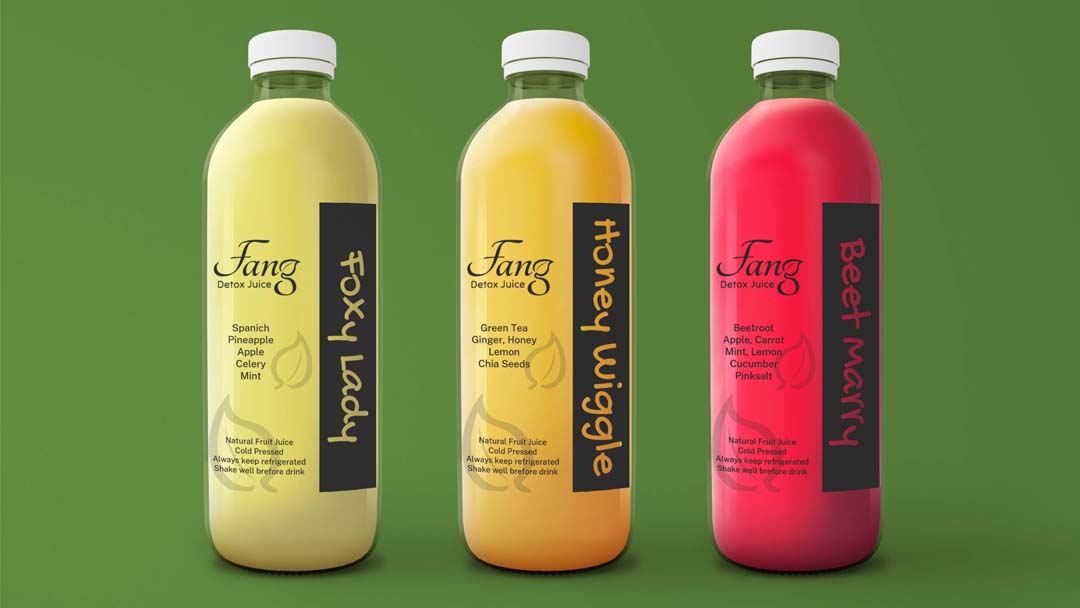 Fang
Detox Juice
Spanich
Pineapple
Apple
Celery
Mint
Natural Fruit Juice
Cold Pressed
Always keep refrigerated
Shake well brefore drink
Foxy Lady
Fang
Detox Juice
Green Tea
Ginger, Honey
Lemon
Chia Seeds
Natural Fruit Juice
Cold Pressed
Always keep refrigerated
Shake well brefore drink
Honey Wiggle
Fang
Detox Juice
Beetroot
Apple, Carrot
Mint, Lemon
Cucumber
Pinksalt
Natural Fruit Juice
Cold Pressed
Always keep refrigerated
Shake well brefore drink
Beet Marry